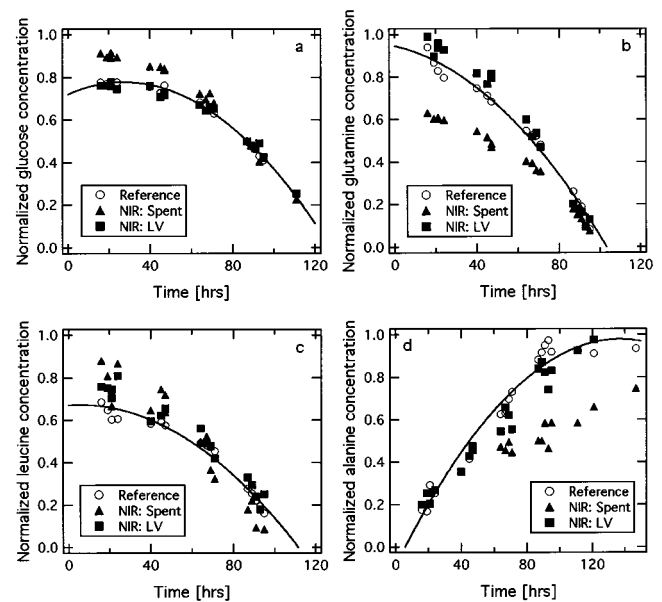 a
Normalized glucose concentration
1.0
0.8
0.6
0.4
0.2
0.0
Reference
NIR: Spent
NIR: LV
0 40 80 120
Time [hrs]
b
Normalized glutamine concentration
1.0
0.8
0.6
0.4
0.2
0.0
Reference
NIR: Spent
NIR: LV
0 40 80 120
Time [hrs]
c
Normalized leucine concentration
1.0
0.8
0.6
0.4
0.2
0.0
Reference
NIR: Spent
NIR: LV
0 40 80 120
Time [hrs]
d
Normalized alanine concentration
1.0
0.8
0.6
0.4
0.2
0.0
Reference
NIR: Spent
NIR: LV
0 40 80 120
Time [hrs]